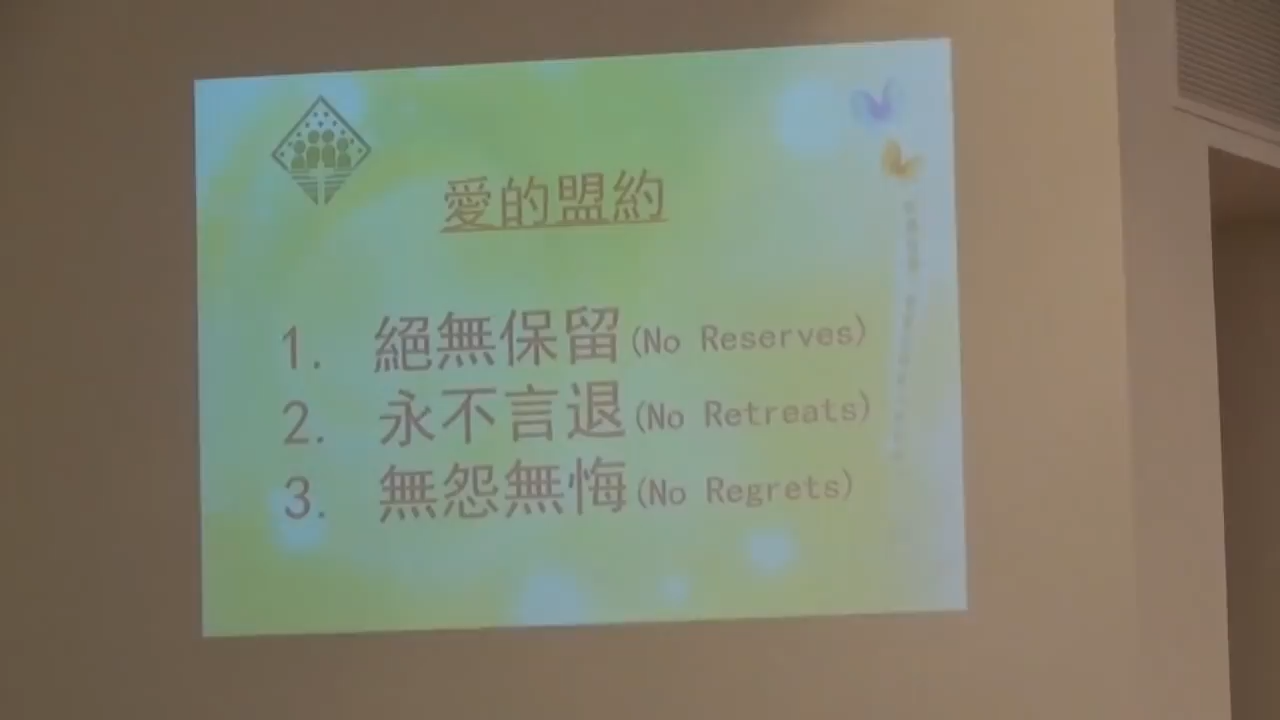 愛的盟約
1. 絕無保留(No Reserves)
2. 永不言退(No Retreats)
3. 無怨無悔(No Regrets)